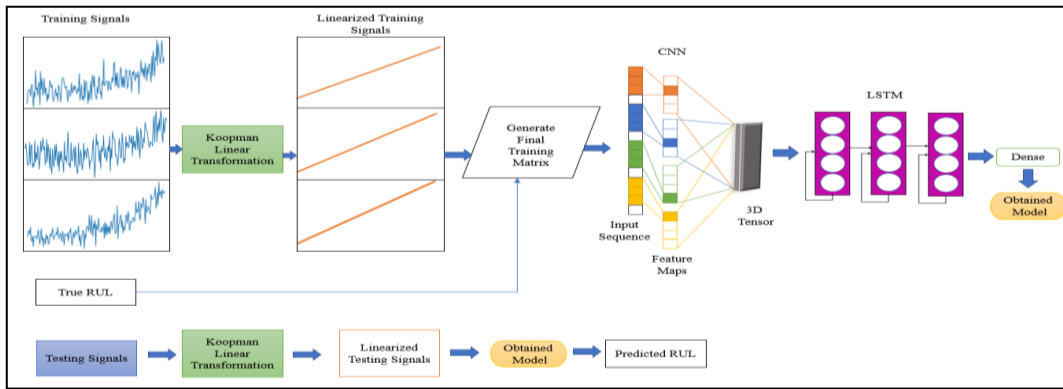 Training Signals
Linearized Training
Signals
Koopman
Linear
Transformation
Generate
Final
Training
Matrix
CNN
Input
Sequence
Feature
Maps
3D
Tensor
LSTM
Dense
Obtained
Model
True RUL
Testing Signals
Koopman
Linear
Transformation
Linearized
Testing Signals
Obtained
Model
Predicted RUL